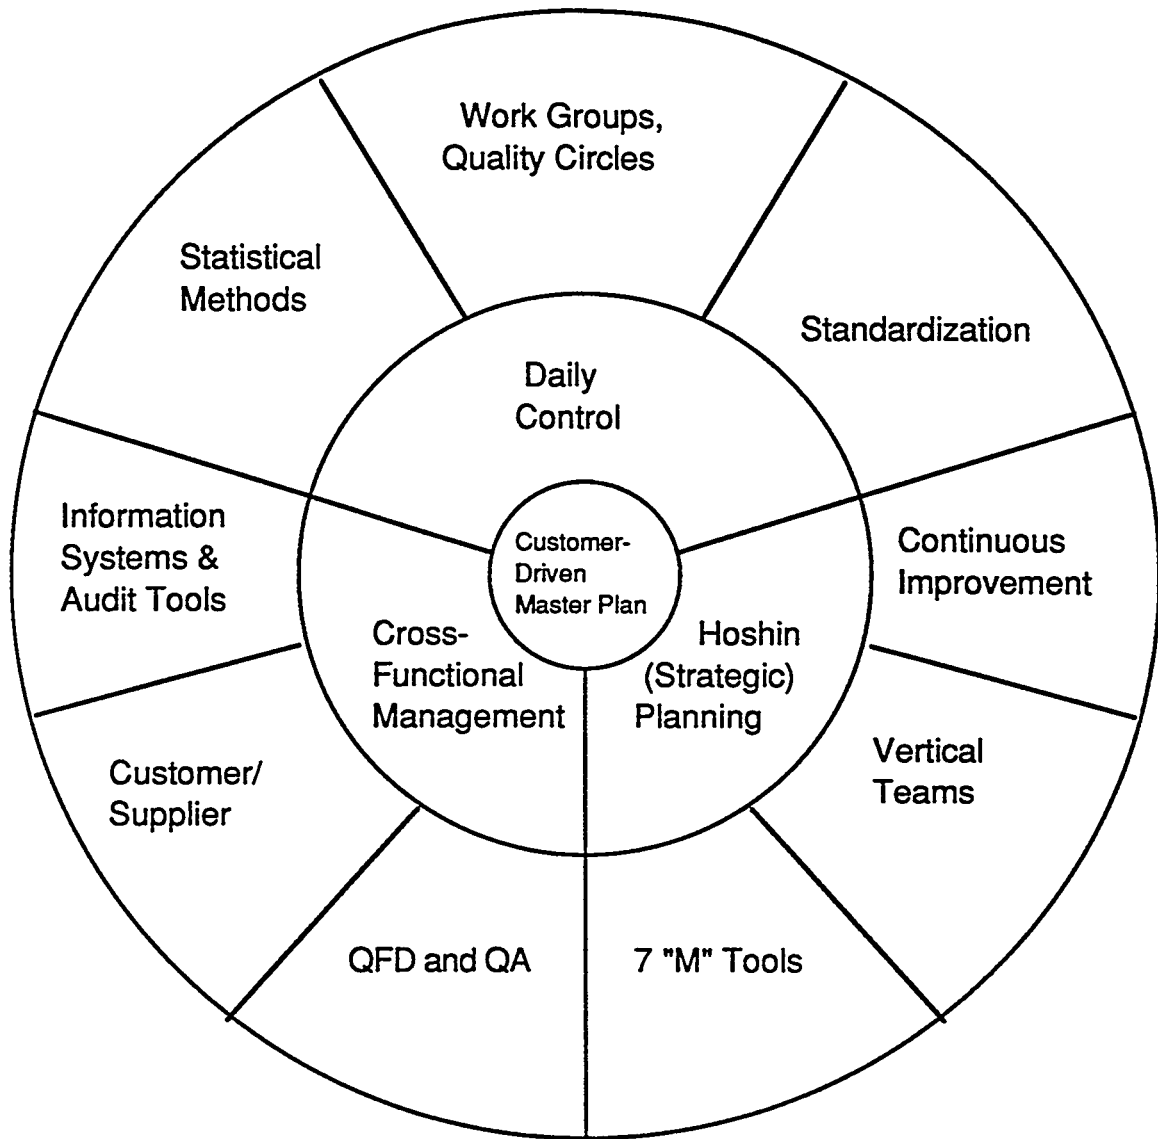 Work Groups,
Quality Circles
Statistical
Methods
Standardization
Daily
Control
Information
Systems &
Audit Tools
Customer-
Driven
Master Plan
Continuous
Improvement
Cross-
Functional
Management
Hoshin
(Strategic)
Planning
Customer/
Supplier
Vertical
Teams
QFD and QA
7 "M" Tools